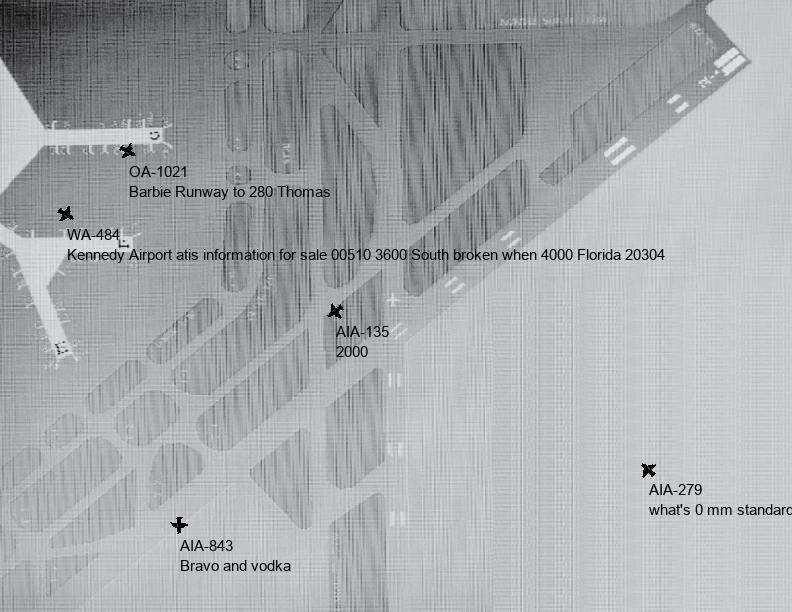 OA-1021
Barbie Runway to 280 Thomas
WA-484
Kennedy Airport atis information for sale 00510 3600 South broken when 4000 Florida 20304
AIA-135
2000
AIA-279
what's 0 mm standard
AIA-843
Bravo and vodka